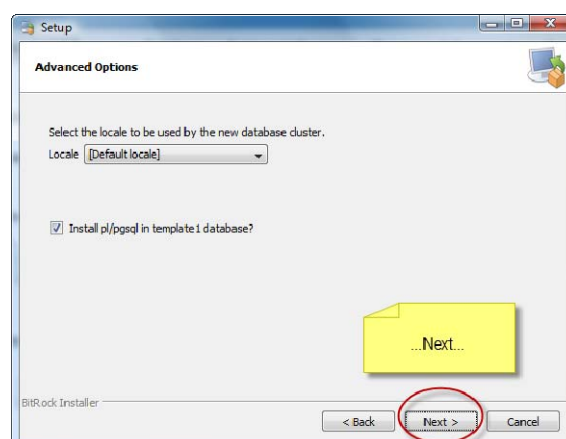 Setup
Advanced Options
Select the locale to be used by the new database cluster.
Locale [Default locale]
Install pl/pgsql in template1 database?
...Next...
BitRock Installer
< Back Next > Cancel